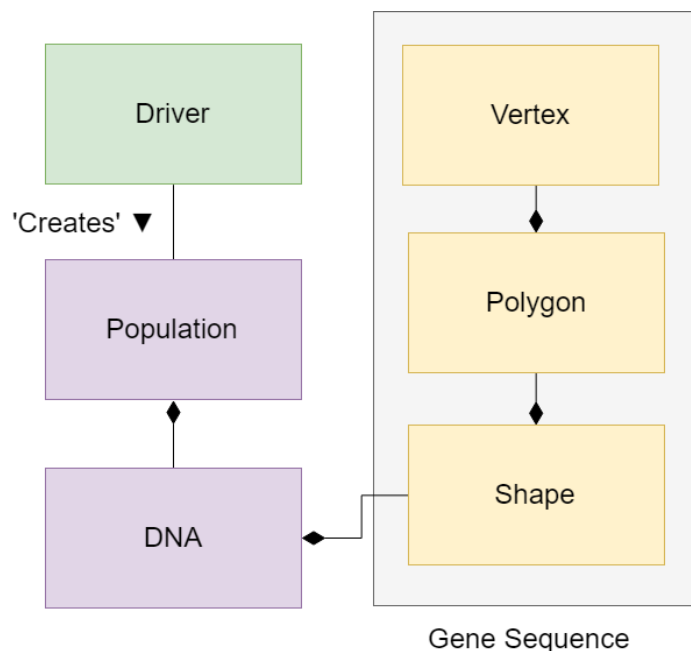 Driver
'Creates' ▼
Population
DNA
Vertex
Polygon
Shape
Gene Sequence